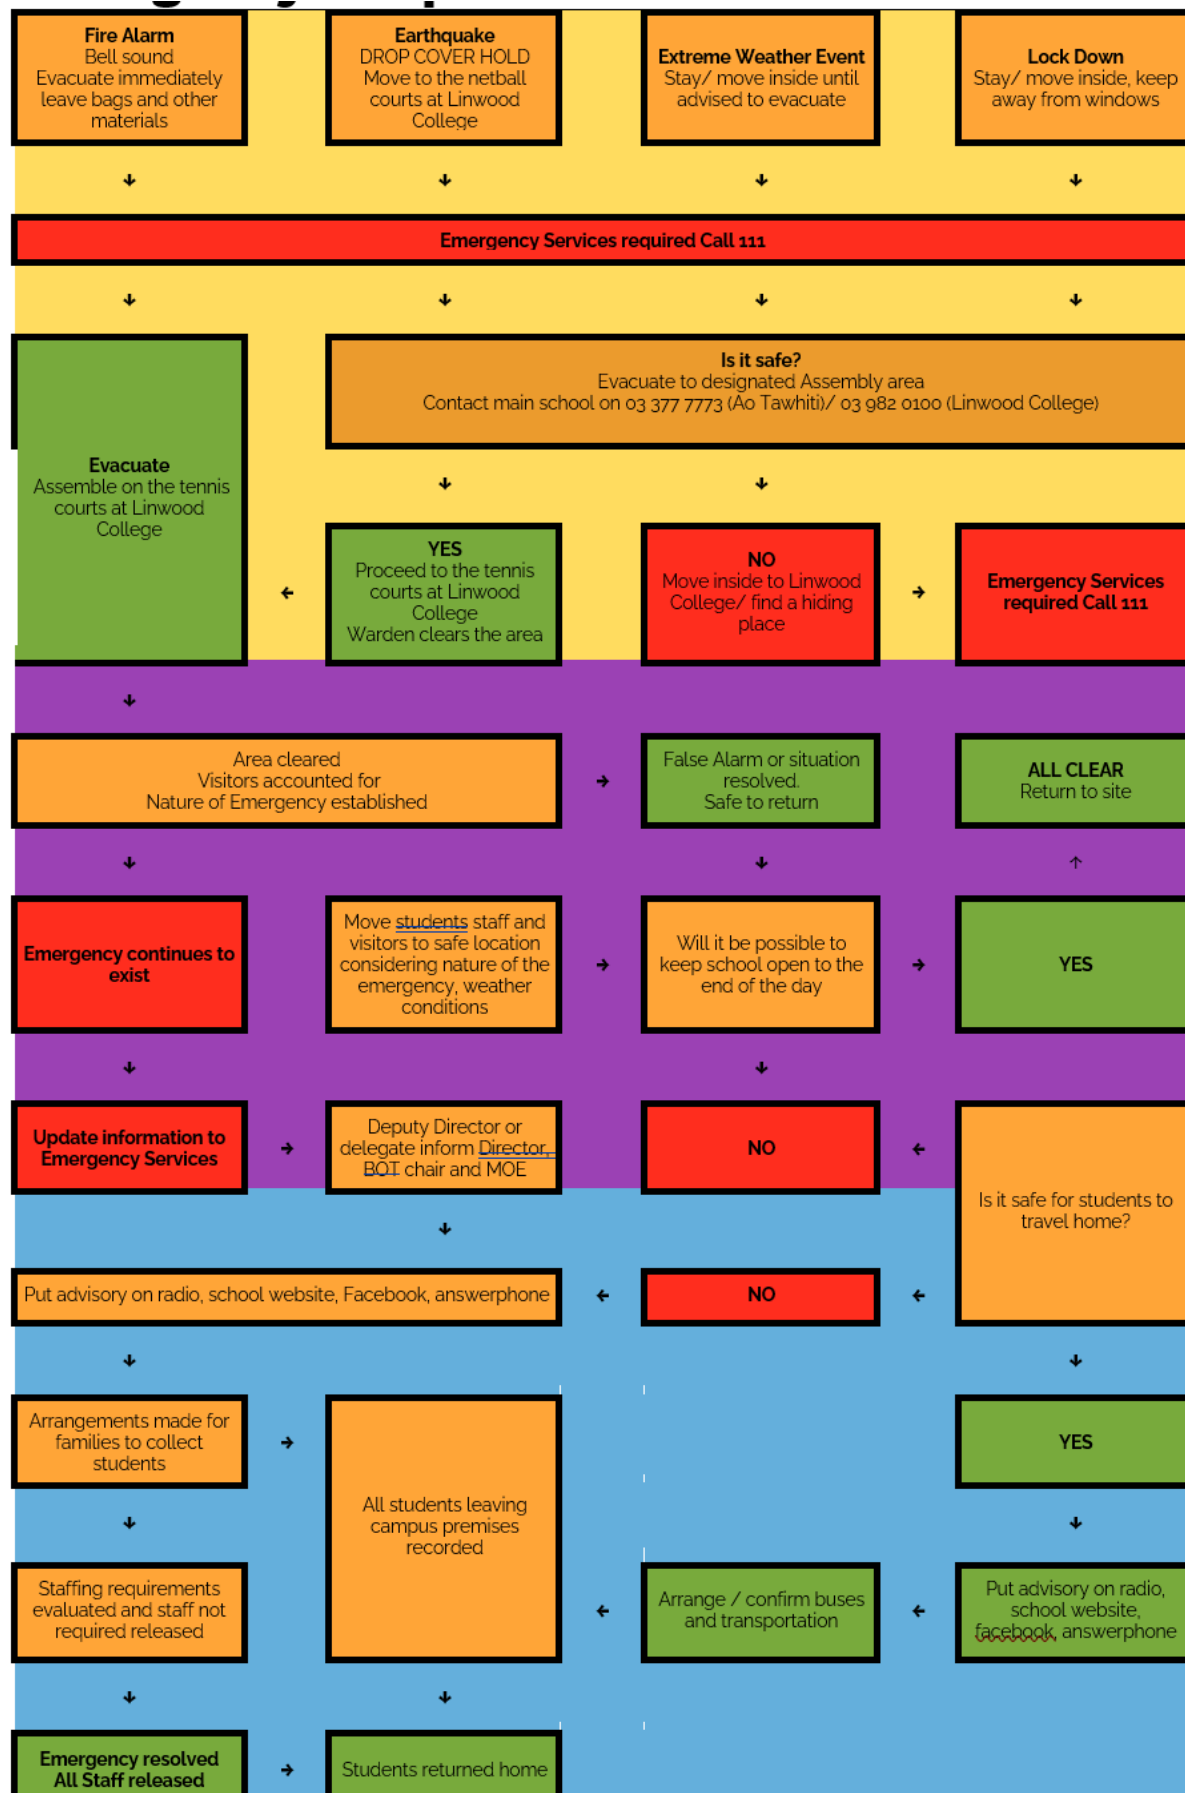 Fire Alarm
Bell sound
Evacuate immediately
leave bags and other
materials
Earthquake
DROP COVER HOLD
Move to the netball
courts at Linwood
College
Extreme Weather Event
Stay/ move inside until
advised to evacuate
Lock Down
Stay/ move inside, keep
away from windows
Emergency Services required Call 111
Evacuate
Assemble on the tennis
courts at Linwood
College
Is it safe?
Evacuate to designated Assembly area
Contact main school on 03 377 7773 (Ao Tawhiti)/ 03 982 0100 (Linwood College)
YES
Proceed to the tennis
courts at Linwood
College
Warden clears the area
NO
Move inside to Linwood
College/ find a hiding
place
Emergency Services
required Call 111
Area cleared
Visitors accounted for
Nature of Emergency established
False Alarm or situation
resolved.
Safe to return
ALL CLEAR
Return to site
Emergency continues to
exist
Move students staff and
visitors to safe location
considering nature of the
emergency, weather
conditions
Will it be possible to
keep school open to the
end of the day
YES
Update information to
Emergency Services
Deputy Director or
delegate inform Director,
BOT chair and MOE
NO
Is it safe for students to
travel home?
Put advisory on radio, school website, Facebook, answerphone
NO
Arrangements made for
families to collect
students
All students leaving
campus premises
recorded
YES
Staffing requirements
evaluated and staff not
required released
Arrange / confirm buses
and transportation
Put advisory on radio,
school website,
facebook, answerphone
Emergency resolved
All Staff released
Students returned home